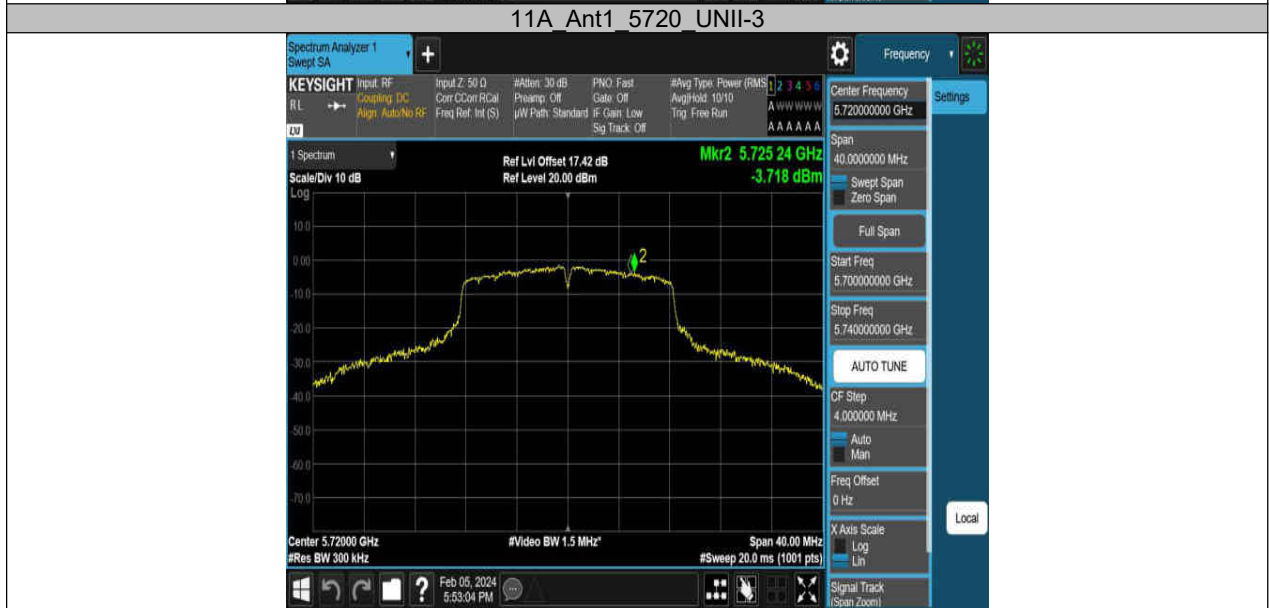 11A_Ant1_5720_UNII-3
Spectrum Analyzer 1
Swept SA
+
Frequency
KEYSIGHT
RL
LXI
Input: RF
Coupling: DC
Align: Auto/No RF
Input Z: 50 Ω
Corr CCorr RCal
Freq Ref: Int (S)
#Atten: 30 dB
Preamp: Off
µW Path: Standard
PNO: Fast
Gate: Off
IF Gain: Low
Sig Track: Off
#Avg Type: Power (RMS
Avg|Hold: 10/10
Trig: Free Run
1 2 3 4 5 6
A W W W W W
A A A A A A
1 Spectrum
Scale/Div 10 dB
Log
Ref Lvl Offset 17.42 dB
Ref Level 20.00 dBm
Mkr2 5.725 24 GHz
-3.718 dBm
10.0
0.00
-10.0
-20.0
-30.0
-40.0
-50.0
-60.0
-70.0
2
Center 5.72000 GHz
#Res BW 300 kHz
#Video BW 1.5 MHz*
Span 40.00 MHz
#Sweep 20.0 ms (1001 pts)
?
Feb 05, 2024
5:53:04 PM
Center Frequency
5.720000000 GHz
Settings
Span
40.0000000 MHz
Swept Span
Zero Span
Full Span
Start Freq
5.700000000 GHz
Stop Freq
5.740000000 GHz
AUTO TUNE
CF Step
4.000000 MHz
Auto
Man
Freq Offset
0 Hz
X Axis Scale
Log
Lin
Local
Signal Track
(Span Zoom)